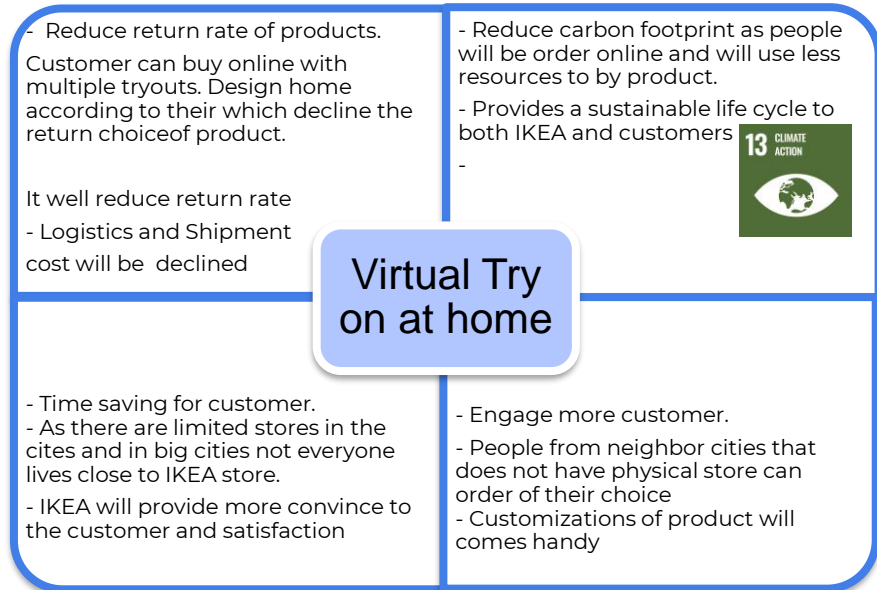 - Reduce return rate of products.
Customer can buy online with
multiple tryouts. Design home
according to their which decline the
return choiceof product.
It well reduce return rate
- Logistics and Shipment
cost will be declined
- Reduce carbon footprint as people
will be order online and will use less
resources to by product.
- Provides a sustainable life cycle to
both IKEA and customers
-
13 CLIMATE
ACTION
Virtual Try
on at home
- Time saving for customer.
- As there are limited stores in the
cites and in big cities not everyone
lives close to IKEA store.
- IKEA will provide more convince to
the customer and satisfaction
- Engage more customer.
- People from neighbor cities that
does not have physical store can
order of their choice
- Customizations of product will
comes handy